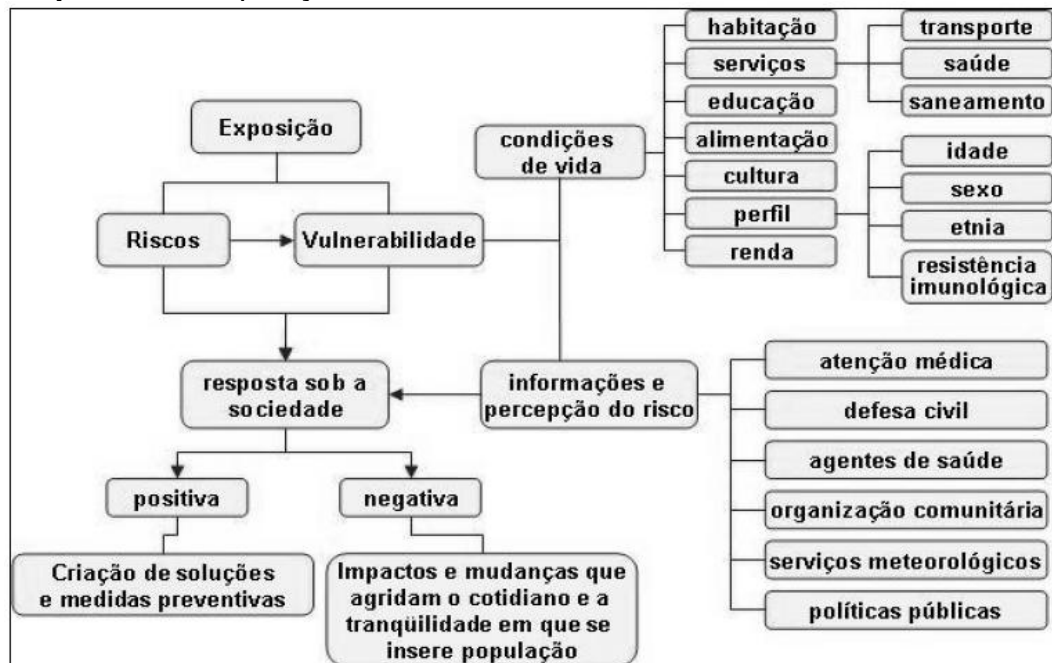 Exposição
Riscos
Vulnerabilidade
condições
de vida
habitação
serviços
educação
alimentação
cultura
perfil
renda
transporte
saúde
saneamento
idade
sexo
etnia
resistência
imunológica
resposta sob a
sociedade
informações e
percepção do risco
atenção médica
defesa civil
agentes de saúde
organização comunitária
serviços meteorológicos
políticas públicas
positiva
negativa
Criação de soluções
e medidas preventivas
Impactos e mudanças que
agridam o cotidiano e a
tranqüilidade em que se
insere população